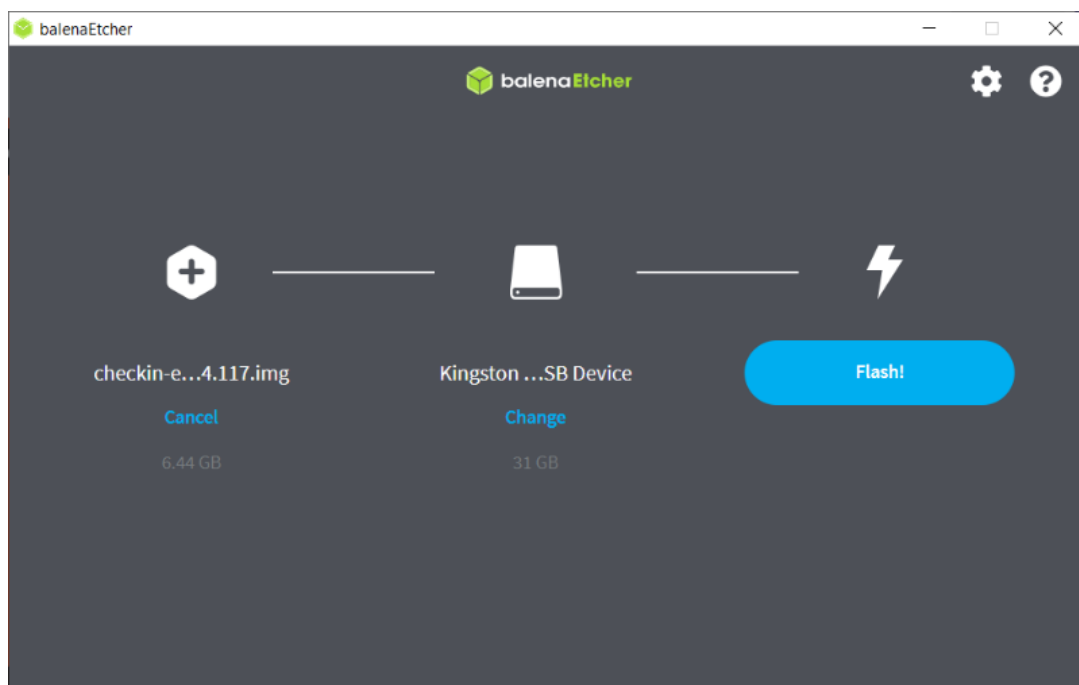 balenaEtcher
balenaEtcher
checkin-e...4.117.img
Cancel
6.44 GB
Kingston ...SB Device
Change
31 GB
Flash!